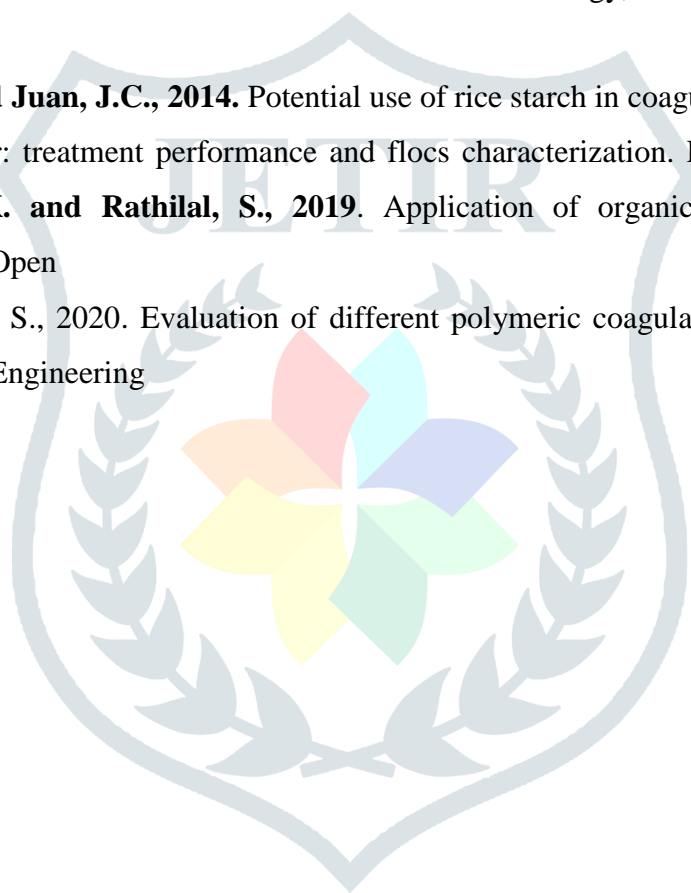 Juan, J.C., 2014. Potential use of rice starch in coagu
: treatment performance and flocs characterization.
. and Rathilal, S., 2019. Application of organic
Open
S., 2020. Evaluation of different polymeric coagula
Engineering
JETIR